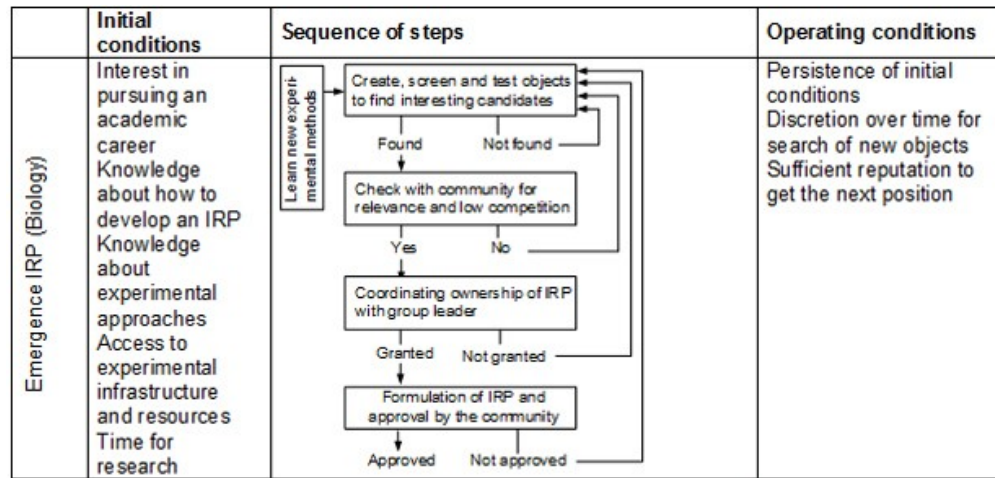 Initial
conditions
Sequence of steps
Operating conditions
Emergence IRP (Biology)
Interest in
pursuing an
academic
career
Knowledge
about how to
develop an IRP
Knowledge
about
experimental
approaches
Access to
experimental
infrastructure
and resources
Time for
research
Learn new experi-
mental methods
Create, screen and test objects
to find interesting candidates
Found Not found
Check with community for
relevance and low competition
Yes No
Coordinating ownership of IRP
with group leader
Granted Not granted
Formulation of IRP and
approval by the community
Approved Not approved
Persistence of initial
conditions
Discretion over time for
search of new objects
Sufficient reputation to
get the next position